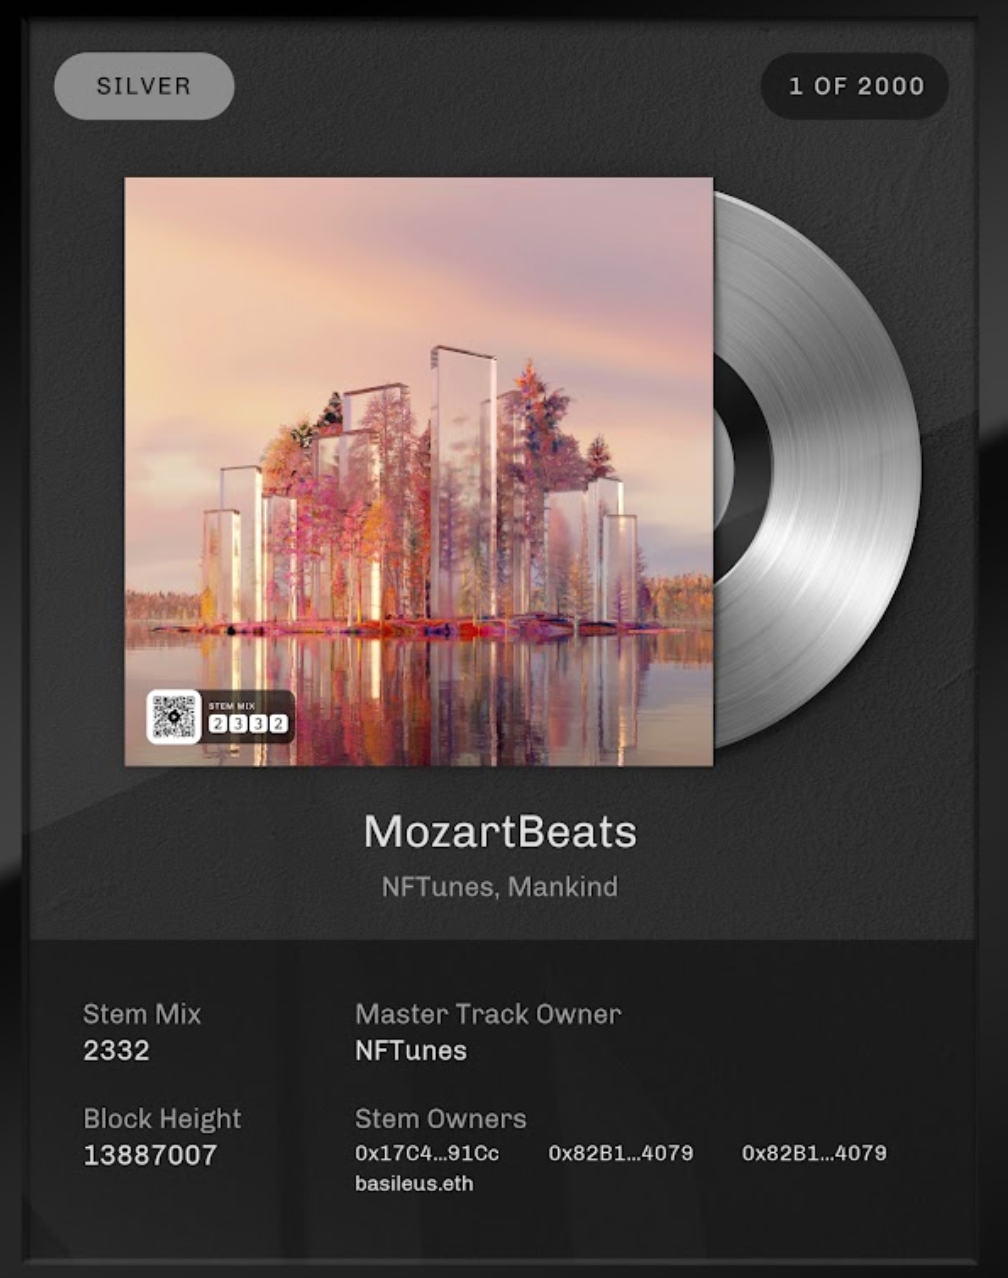 SILVER
1 OF 2000
STEM MIX
2332
MozartBeats
NFTunes, Mankind
Stem Mix
2332
Master Track Owner
NFTunes
Block Height
13887007
Stem Owners
0x17C4...91Cc 0x82B1...4079 0x82B1...4079
basileus.eth